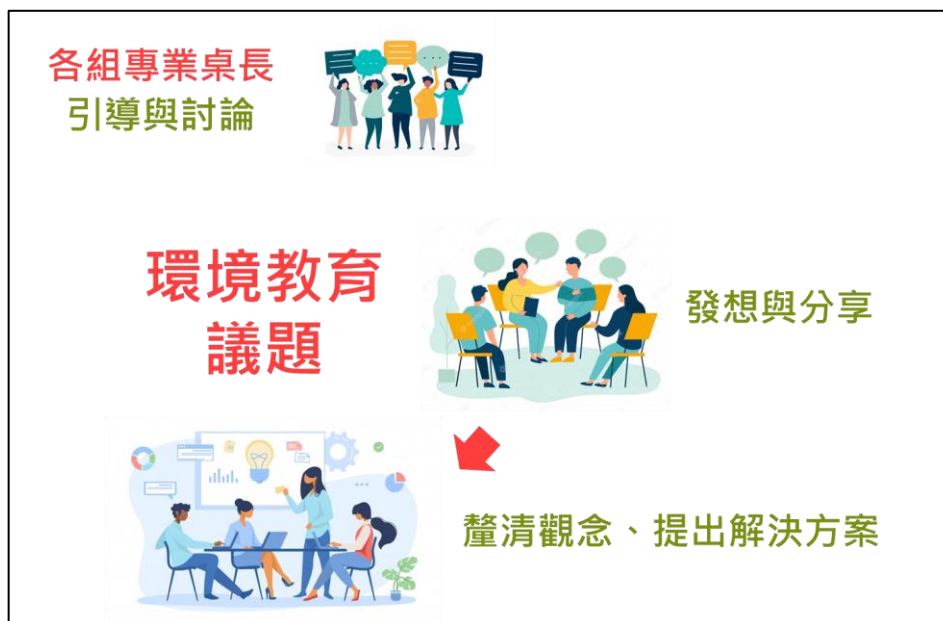 各組專業桌長
引導與討論
環境教育
議題
發想與分享
釐清觀念、提出解決方案